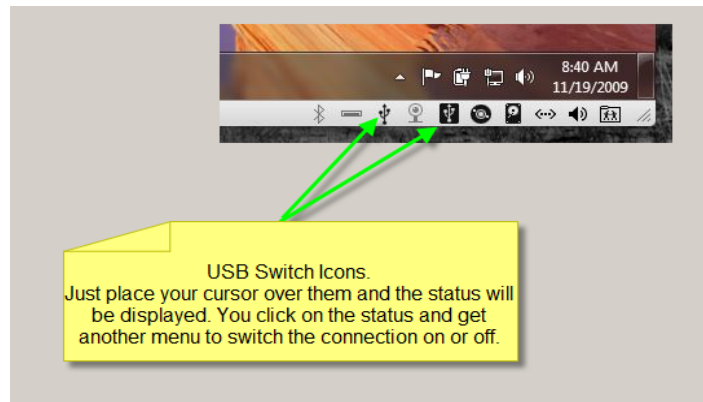 8:40 AM
11/19/2009
USB Switch Icons.
Just place your cursor over them and the status will
be displayed. You click on the status and get
another menu to switch the connection on or off.